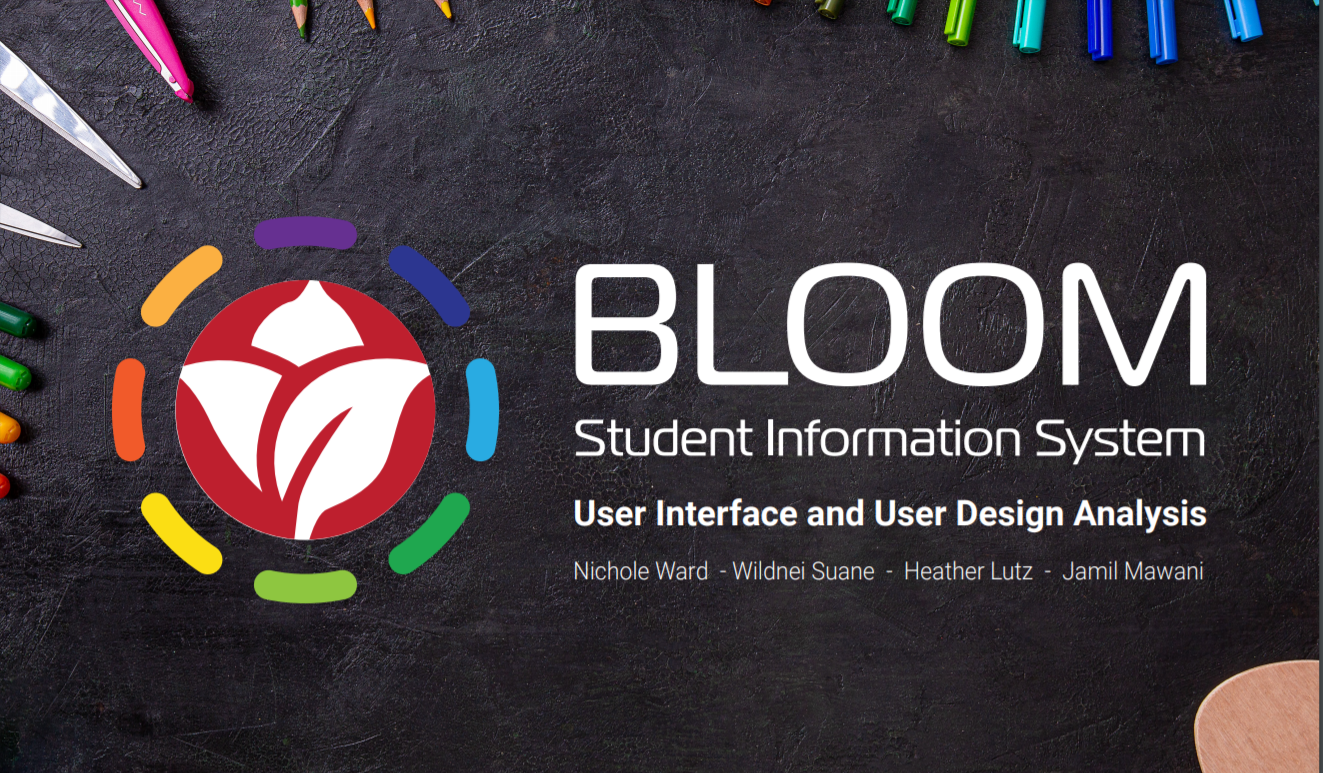 BLOOM
Student Information System
User Interface and User Design Analysis
Nichole Ward - Wildnei Suane - Heather Lutz - Jamil Mawani